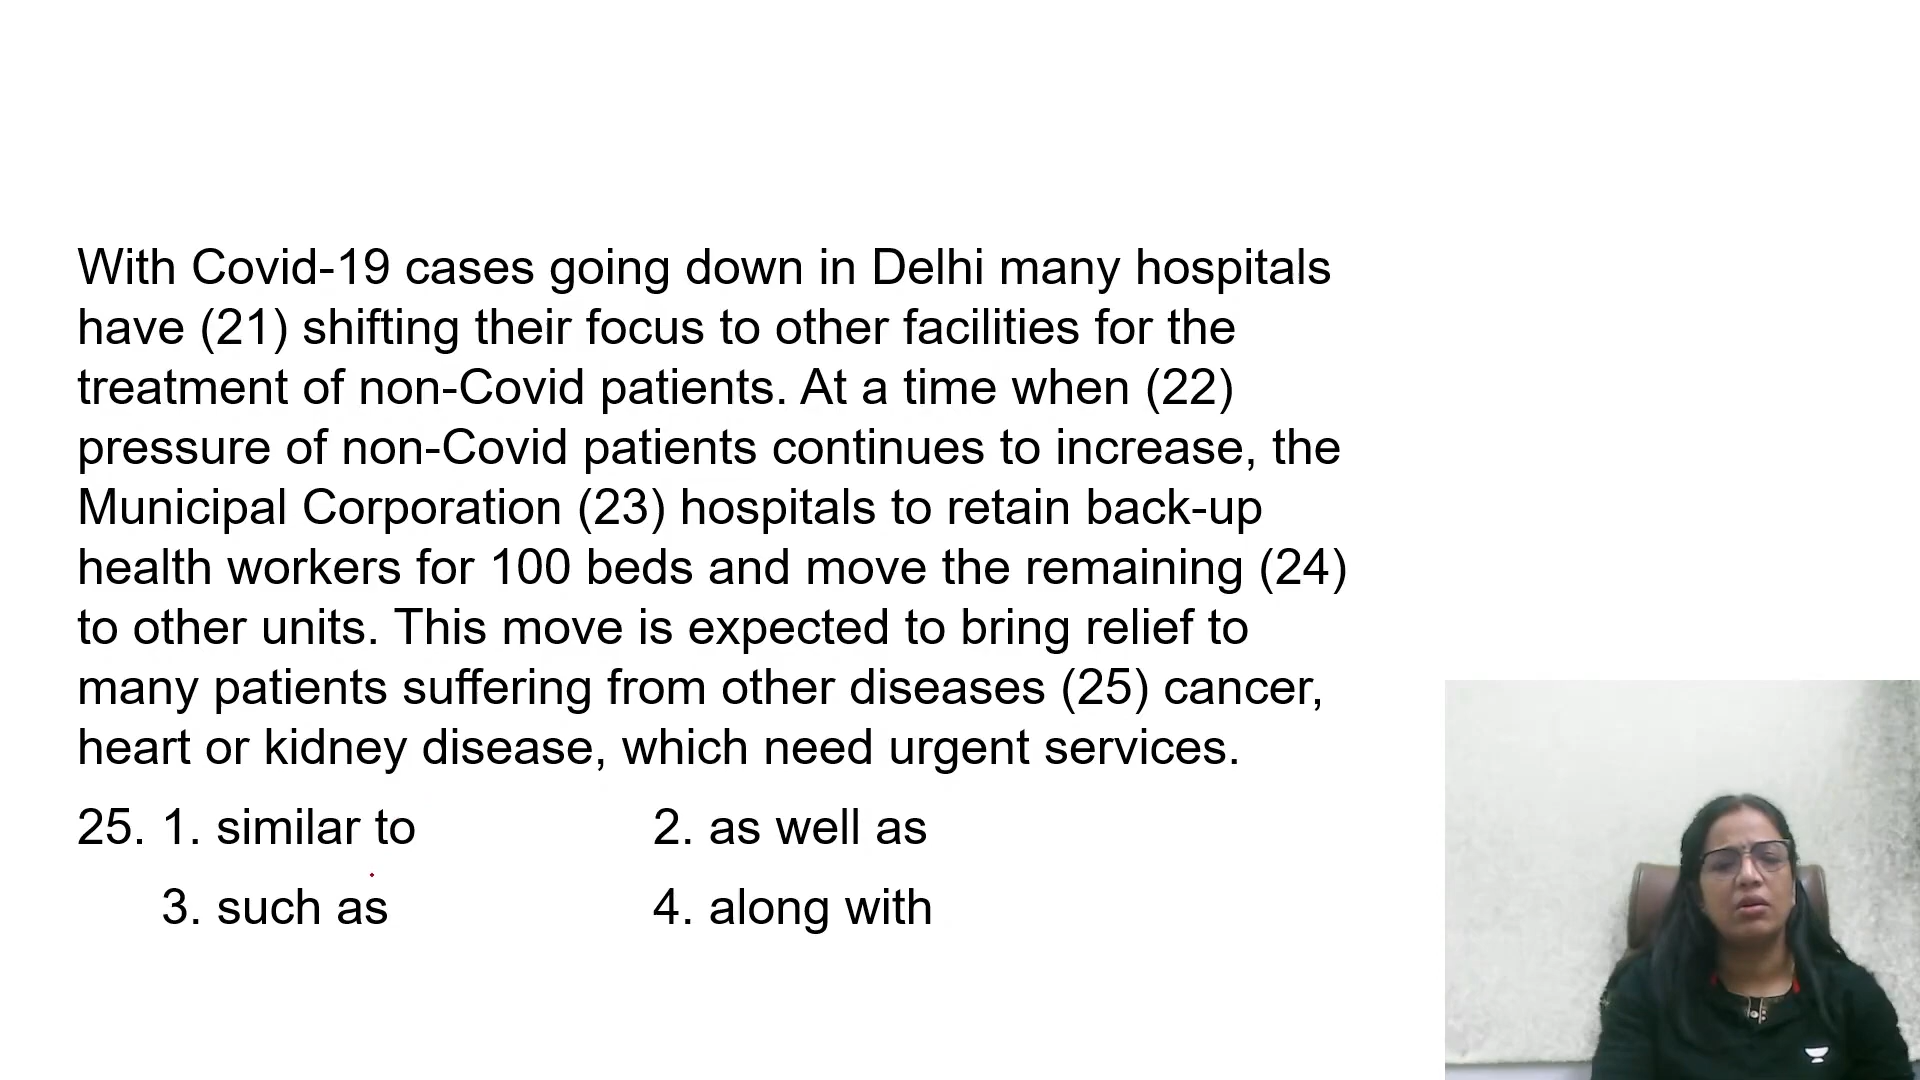 With Covid-19 cases going down in Delhi many hospitals
have (21) shifting their focus to other facilities for the
treatment of non-Covid patients. At a time when (22)
pressure of non-Covid patients continues to increase, the
Municipal Corporation (23) hospitals to retain back-up
health workers for 100 beds and move the remaining (24)
to other units. This move is expected to bring relief to
many patients suffering from other diseases (25) cancer,
heart or kidney disease, which need urgent services.
25. 1. similar to 2. as well as
3. such as 4. along with